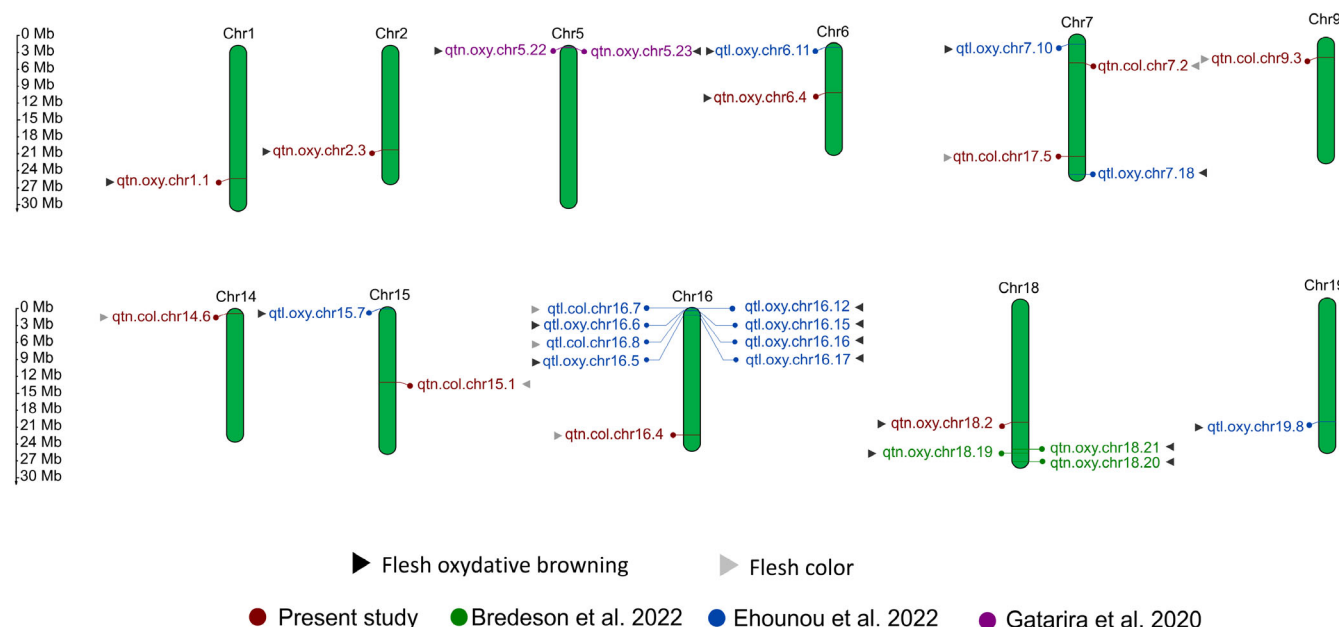 0 Mb
3 Mb
6 Mb
9 Mb
12 Mb
15 Mb
18 Mb
21 Mb
24 Mb
27 Mb
30 Mb
Chr1
qtn.oxy.chr1.1
Chr2
qtn.oxy.chr2.3
Chr5
qtn.oxy.chr5.22
qtn.oxy.chr5.23
Chr6
qtl.oxy.chr6.11
qtn.oxy.chr6.4
Chr7
qtl.oxy.chr7.10
qtn.col.chr7.2
qtn.col.chr17.5
qtl.oxy.chr7.18
Chr9
qtn.col.chr9.3
0 Mb
3 Mb
6 Mb
9 Mb
12 Mb
15 Mb
18 Mb
21 Mb
24 Mb
27 Mb
30 Mb
Chr14
qtn.col.chr14.6
Chr15
qtl.oxy.chr15.7
qtn.col.chr15.1
Chr16
qtl.col.chr16.7
qtl.oxy.chr16.6
qtl.col.chr16.8
qtl.oxy.chr16.5
qtl.oxy.chr16.12
qtl.oxy.chr16.15
qtl.oxy.chr16.16
qtl.oxy.chr16.17
qtn.col.chr16.4
Chr18
qtn.oxy.chr18.2
qtn.oxy.chr18.19
qtn.oxy.chr18.21
qtn.oxy.chr18.20
Chr19
qtl.oxy.chr19.8
Flesh oxydative browning
Flesh color
Present study
Bredeson et al. 2022
Ehounou et al. 2022
Gatarira et al. 2020